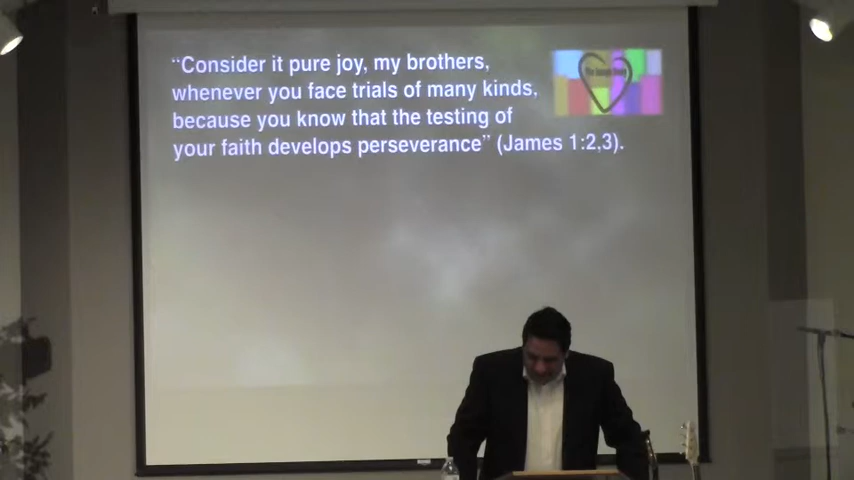 “Consider it pure joy, my brothers,
whenever you face trials of many kinds,
because you know that the testing of
your faith develops perseverance” (James 1:2,3).